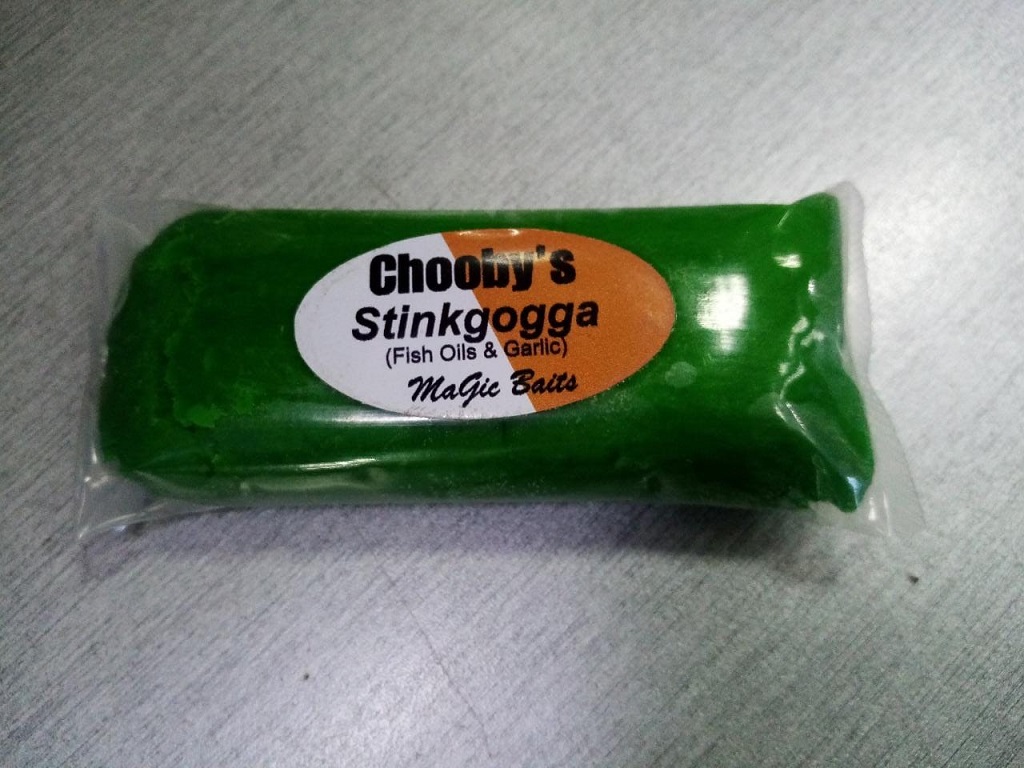 Chooby's
Stinkgogga
(Fish Oils & Garlic)
MaGic Baits